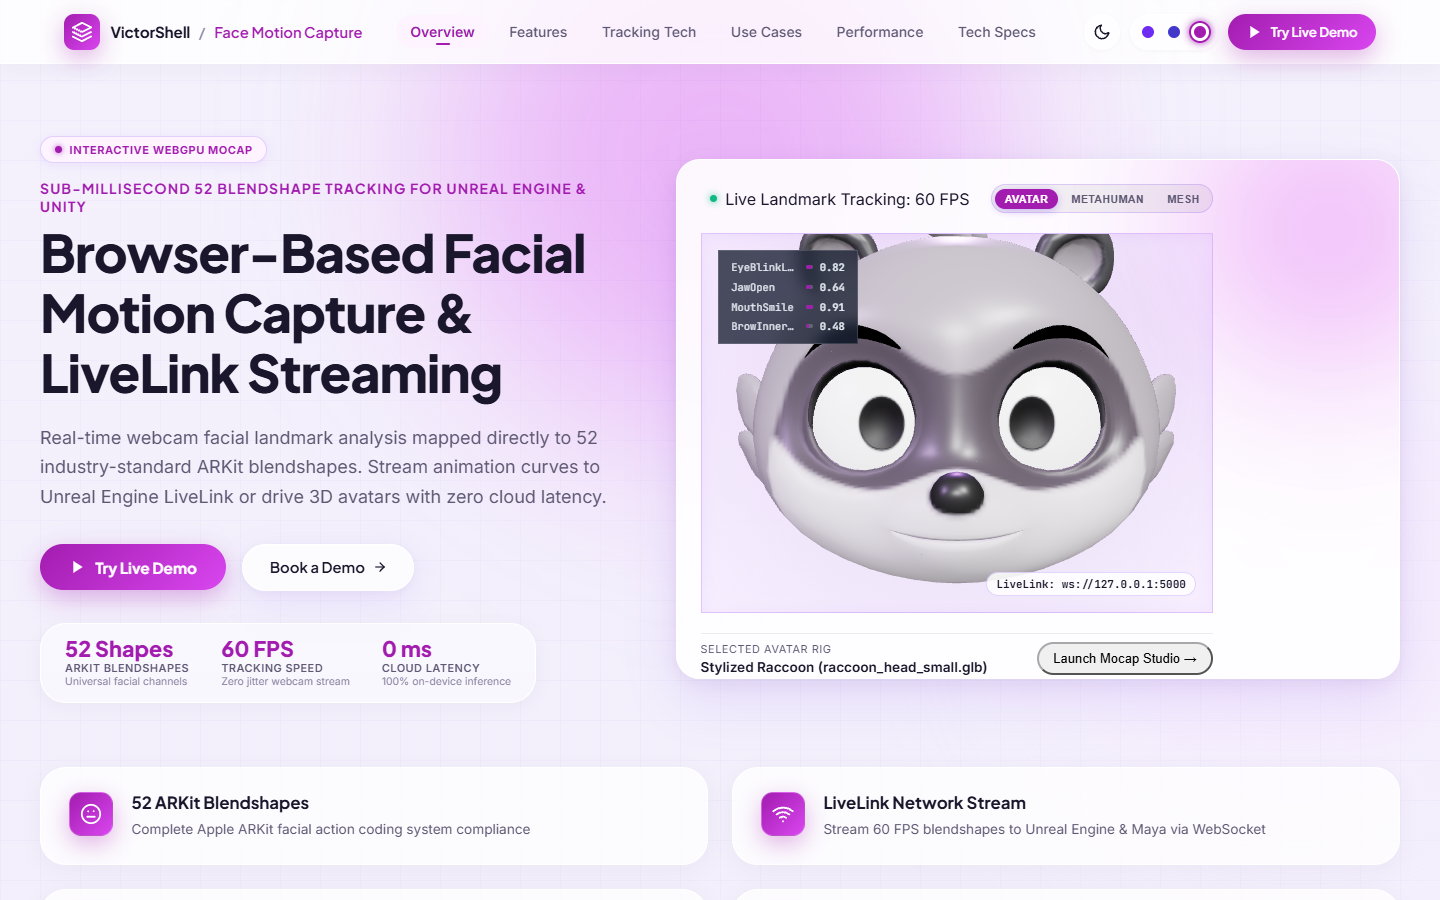 VictorShell / Face Motion Capture
Overview
Features
Tracking Tech
Use Cases
Performance
Tech Specs
Try Live Demo
INTERACTIVE WEBGPU MOCAP
SUB-MILLISECOND 52 BLENDSHAPE TRACKING FOR UNREAL ENGINE &
UNITY
Browser-Based Facial
Motion Capture &
LiveLink Streaming
Real-time webcam facial landmark analysis mapped directly to 52
industry-standard ARKit blendshapes. Stream animation curves to
Unreal Engine LiveLink or drive 3D avatars with zero cloud latency.
Try Live Demo
Book a Demo →
52 Shapes
ARKIT BLENDSHAPES
Universal facial channels
60 FPS
TRACKING SPEED
Zero jitter webcam stream
0 ms
CLOUD LATENCY
100% on-device inference
Live Landmark Tracking: 60 FPS
AVATAR
METAHUMAN
MESH
EyeBlinkL… 0.82
JawOpen 0.64
MouthSmile 0.91
BrowInner… 0.48
LiveLink: ws://127.0.0.1:5000
SELECTED AVATAR RIG
Stylized Raccoon (raccoon_head_small.glb)
Launch Mocap Studio →
52 ARKit Blendshapes
Complete Apple ARKit facial action coding system compliance
LiveLink Network Stream
Stream 60 FPS blendshapes to Unreal Engine & Maya via WebSocket